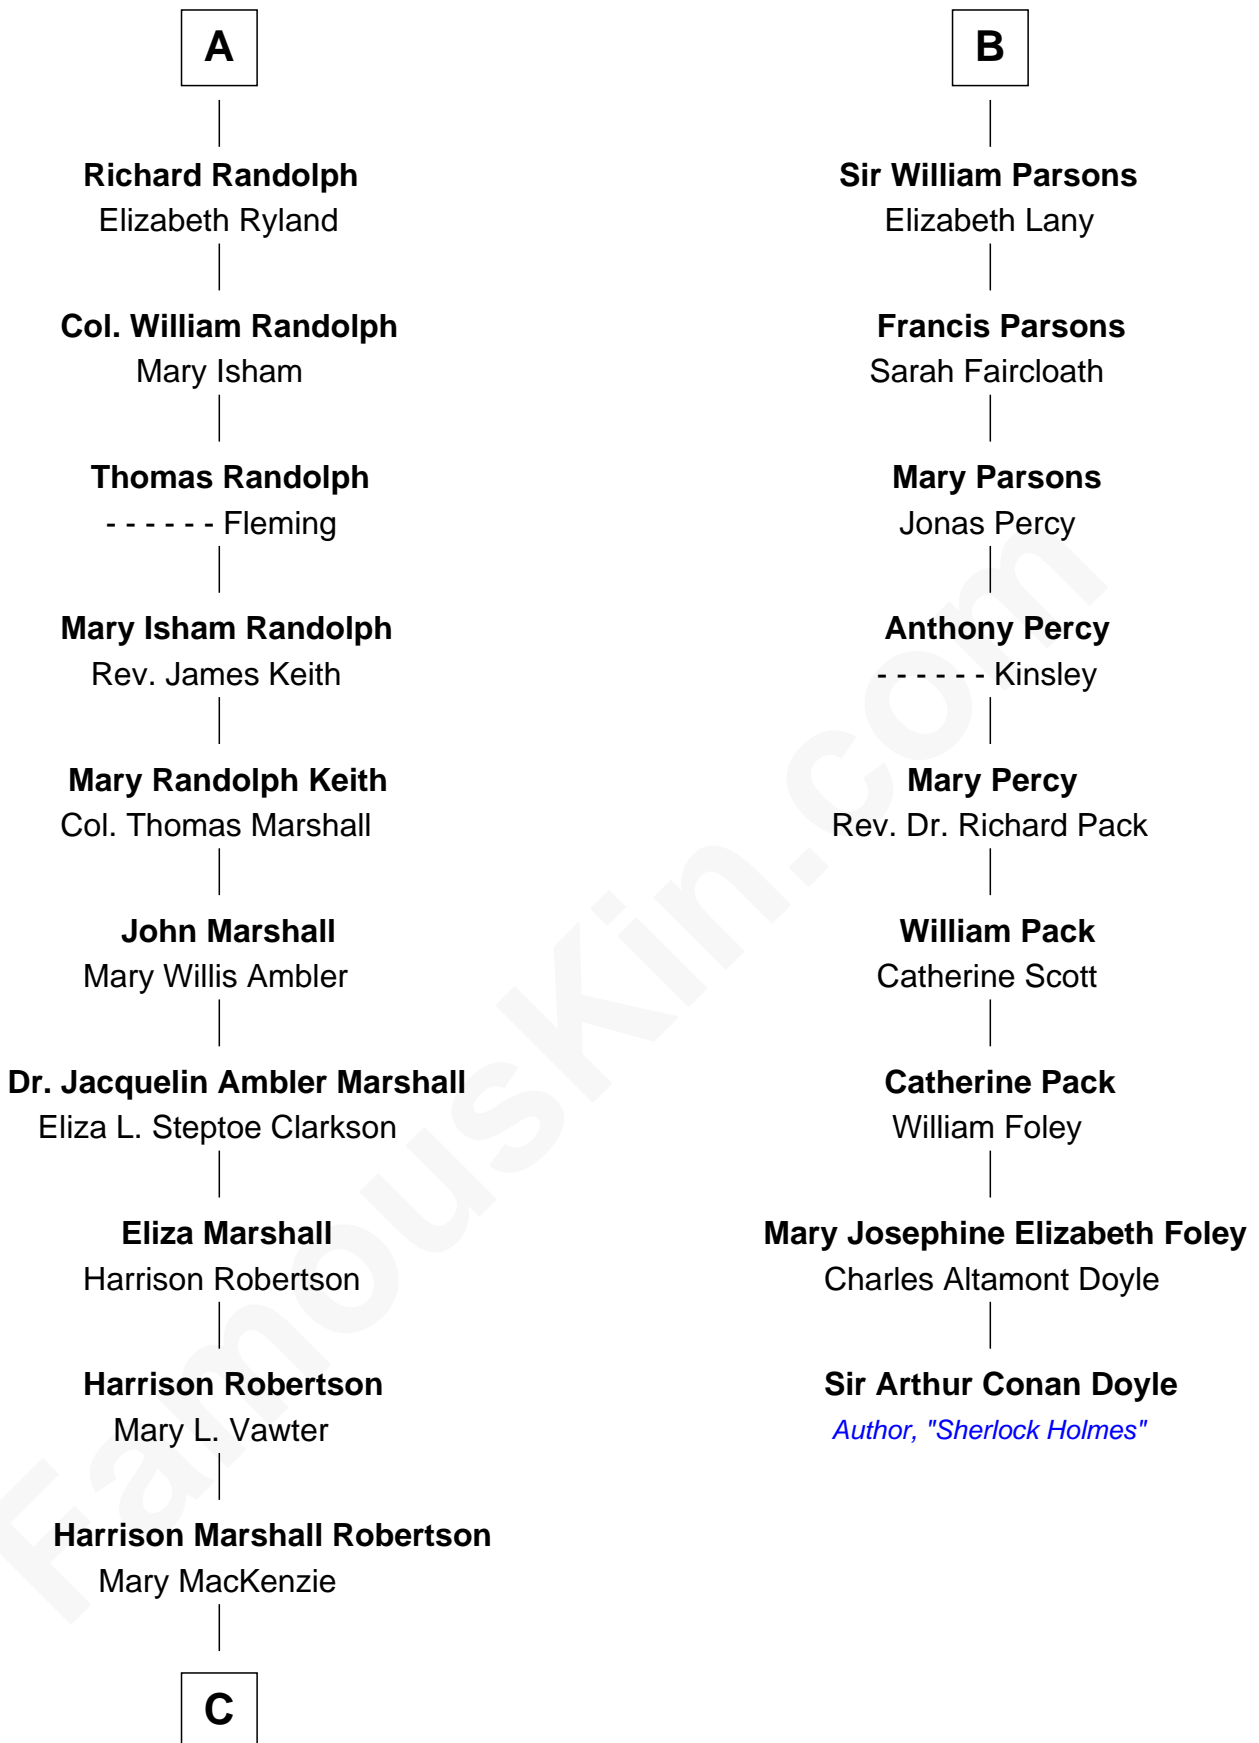 A
Richard Randolph
Elizabeth Ryland
Col. William Randolph
Mary Isham
Thomas Randolph
- - - - - - Fleming
Mary Isham Randolph
Rev. James Keith
Mary Randolph Keith
Col. Thomas Marshall
John Marshall
Mary Willis Ambler
Dr. Jacquelin Ambler Marshall
Eliza L. Steptoe Clarkson
Eliza Marshall
Harrison Robertson
Harrison Robertson
Mary L. Vawter
Harrison Marshall Robertson
Mary MacKenzie
C
B
Sir William Parsons
Elizabeth Lany
Francis Parsons
Sarah Faircloath
Mary Parsons
Jonas Percy
Anthony Percy
- - - - - - Kinsley
Mary Percy
Rev. Dr. Richard Pack
William Pack
Catherine Scott
Catherine Pack
William Foley
Mary Josephine Elizabeth Foley
Charles Altamont Doyle
Sir Arthur Conan Doyle
Author, "Sherlock Holmes"
FamousKin.com